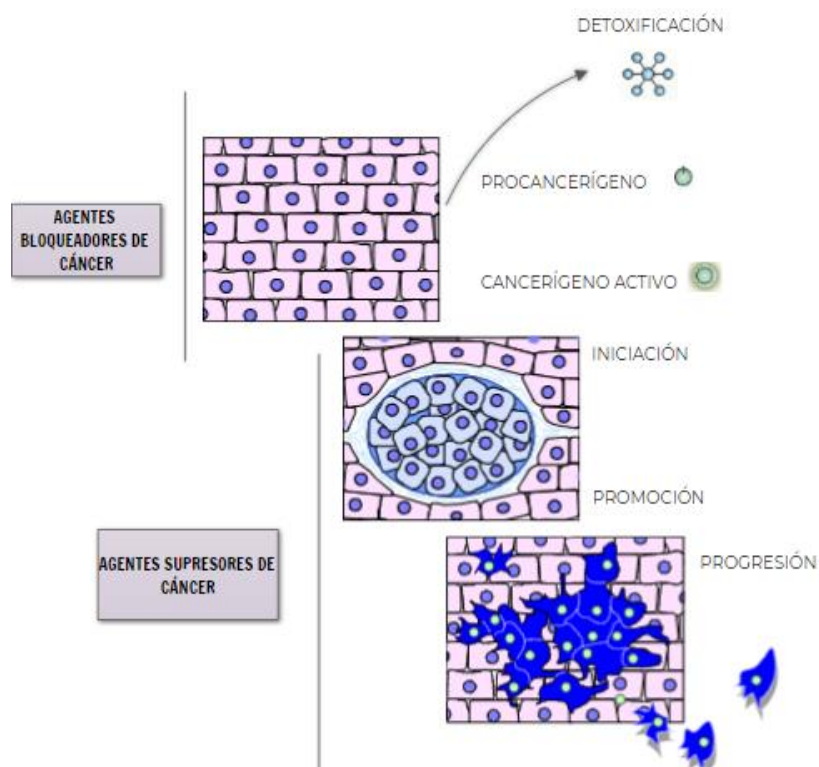 DETOXIFICACIÓN
PROCANCERÍGENO
AGENTES
BLOQUEADORES DE
CÁNCER
CANCERÍGENO ACTIVO
INICIACIÓN
PROMOCIÓN
AGENTES SUPRESORES DE
CÁNCER
PROGRESIÓN